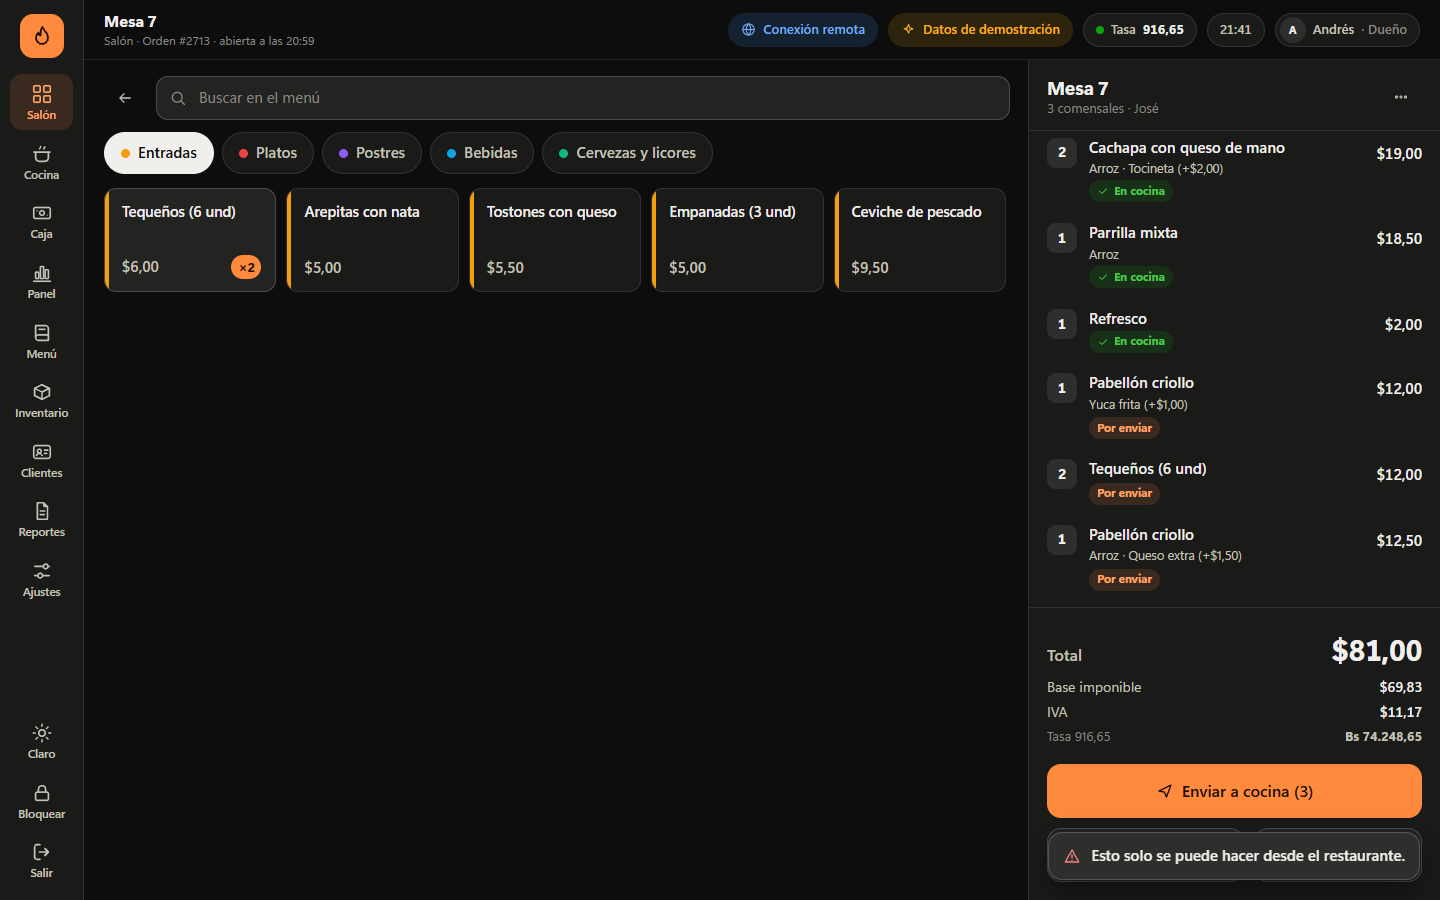 Mesa 7
Salón · Orden #2713 · abierta a las 20:59
Conexión remota
Datos de demostración
Tasa 916,65
21:41
A Andrés · Dueño
Salón
Cocina
Caja
Panel
Menú
Inventario
Clientes
Reportes
Ajustes
Claro
Bloquear
Salir
Buscar en el menú
Entradas
Platos
Postres
Bebidas
Cervezas y licores
Tequeños (6 und)
$6,00
×2
Arepitas con nata
$5,00
Tostones con queso
$5,50
Empanadas (3 und)
$5,00
Ceviche de pescado
$9,50
Mesa 7
3 comensales · José
2 Cachapa con queso de mano $19,00
Arroz · Tocineta (+$2,00)
En cocina
1 Parrilla mixta $18,50
Arroz
En cocina
1 Refresco $2,00
En cocina
1 Pabellón criollo $12,00
Yuca frita (+$1,00)
Por enviar
2 Tequeños (6 und) $12,00
Por enviar
1 Pabellón criollo $12,50
Arroz · Queso extra (+$1,50)
Por enviar
Total $81,00
Base imponible $69,83
IVA $11,17
Tasa 916,65 Bs 74.248,65
Enviar a cocina (3)
Esto solo se puede hacer desde el restaurante.